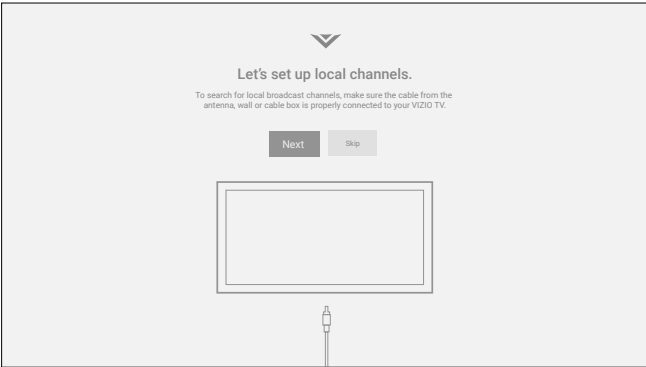 Let's set up local channels.
To search for local broadcast channels, make sure the cable from the
antenna, wall or cable box is properly connected to your VIZIO TV.
Next
Skip